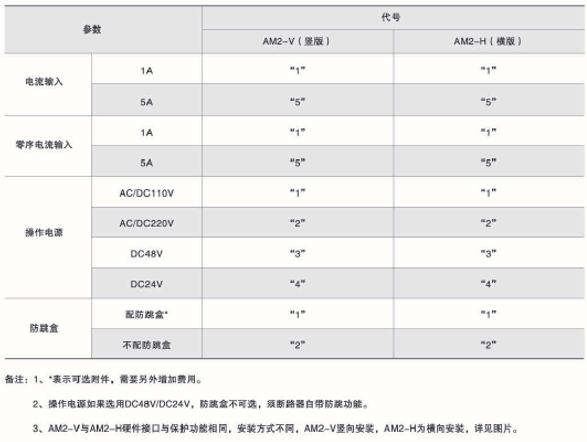 参数 代号
AM2-V（竖版） AM2-H（横版）
电流输入 1A “1” “1”
5A “5” “5”
零序电流输入 1A “1” “1”
5A “5” “5”
操作电源 AC/DC110V “1” “1”
AC/DC220V “2” “2”
DC48V “3” “3”
DC24V “4” “4”
防跳盒 配防跳盒* “1” “1”
不配防跳盒 “2” “2”
备注：1、*表示可选附件，需要另外增加费用。
2、操作电源如果选用DC48V/DC24V，防跳盒不可选，须断路器自带防跳功能。
3、AM2-V与AM2-H硬件接口与保护功能相同，安装方式不同，AM2-V竖向安装，AM2-H为横向安装，详见图片。